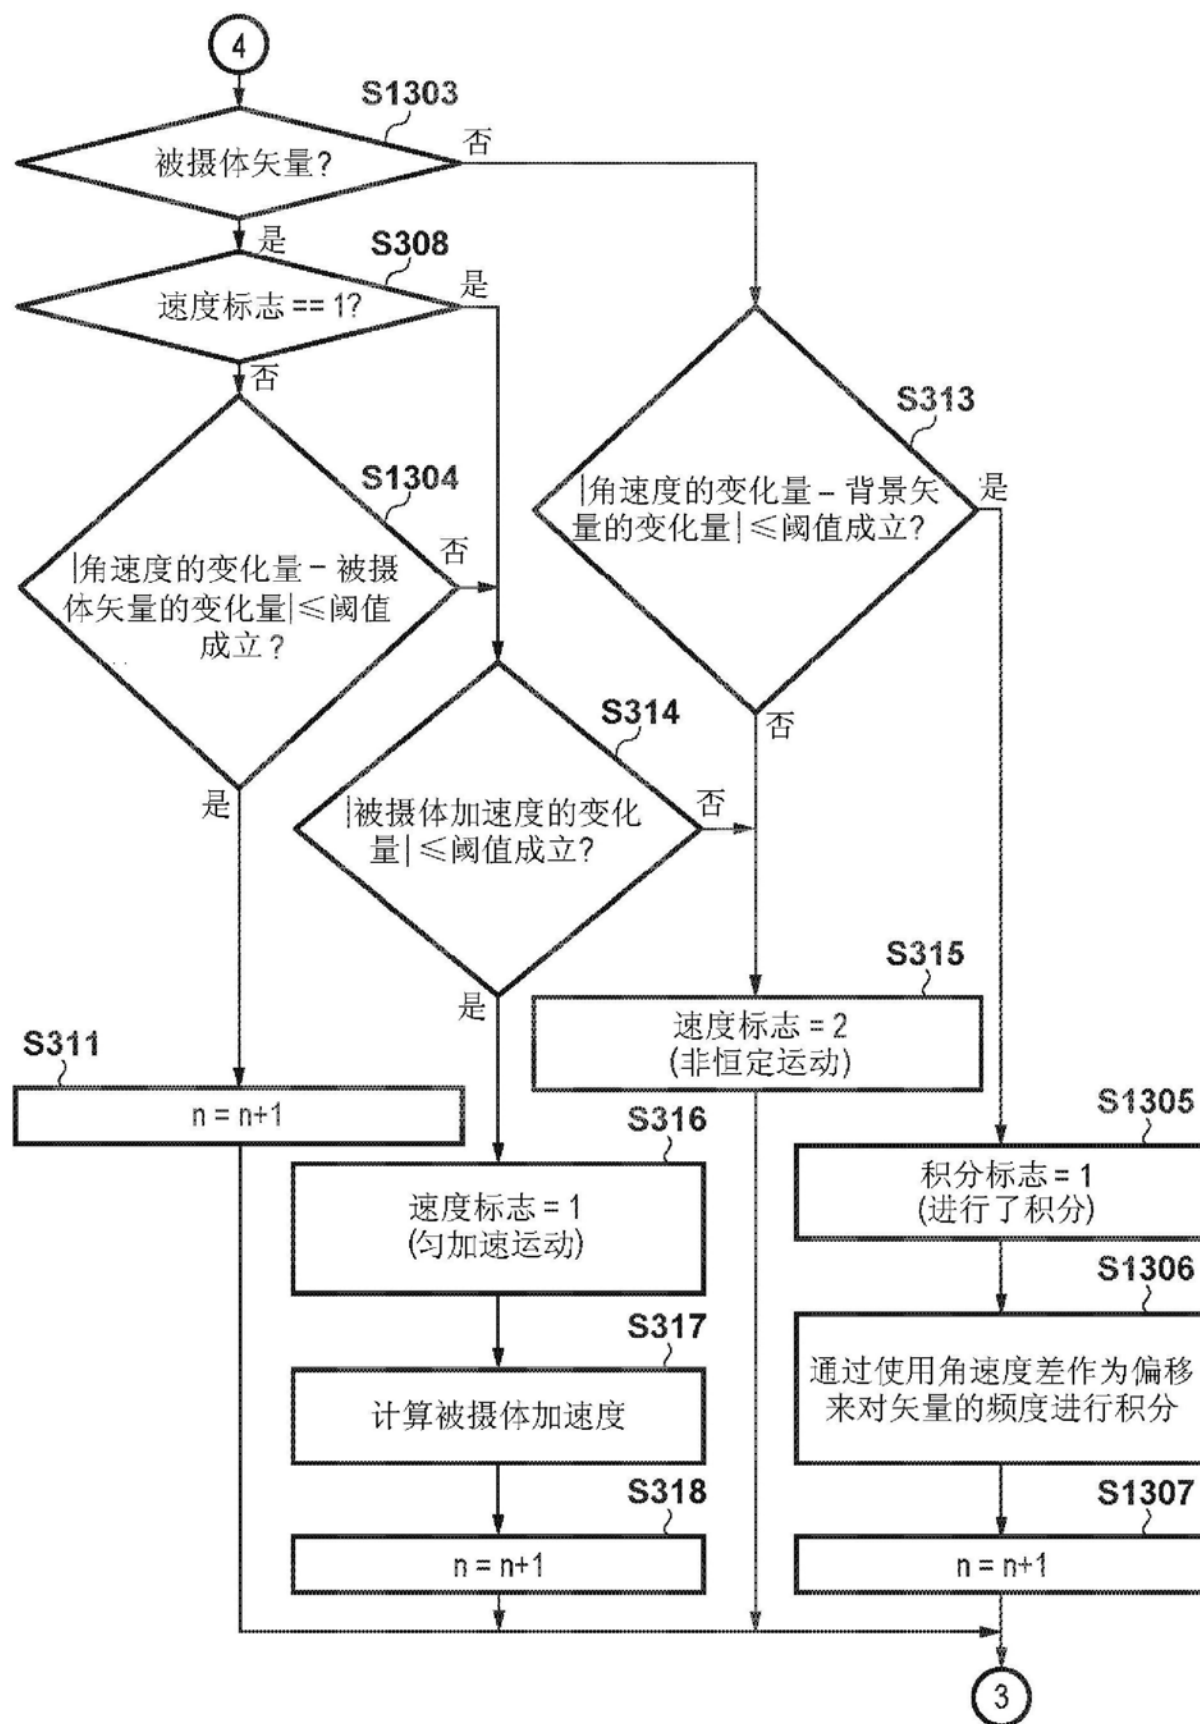 4
S1303
被摄体矢量?
否
是
S308
速度标志 == 1?
是
否
S1304
|角速度的变化量 – 被摄
体矢量的变化量|≤阈值
成立?
否
是
S313
|角速度的变化量 – 背景矢
量的变化量|≤阈值成立?
是
否
S314
|被摄体加速度的变化
量|≤阈值成立?
否
是
S315
速度标志 = 2
(非恒定运动)
S311
n = n+1
S316
速度标志 = 1
(匀加速运动)
S1305
积分标志 = 1
(进行了积分)
S317
计算被摄体加速度
S1306
通过使用角速度差作为偏移
来对矢量的频度进行积分
S318
n = n+1
S1307
n = n+1
3